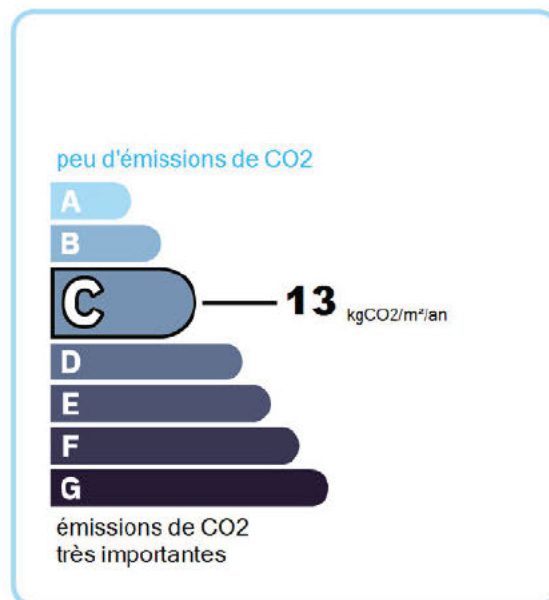 peu d'émissions de CO2
A
B
C 13 kgCO2/m²/an
D
E
F
G
émissions de CO2
très importantes